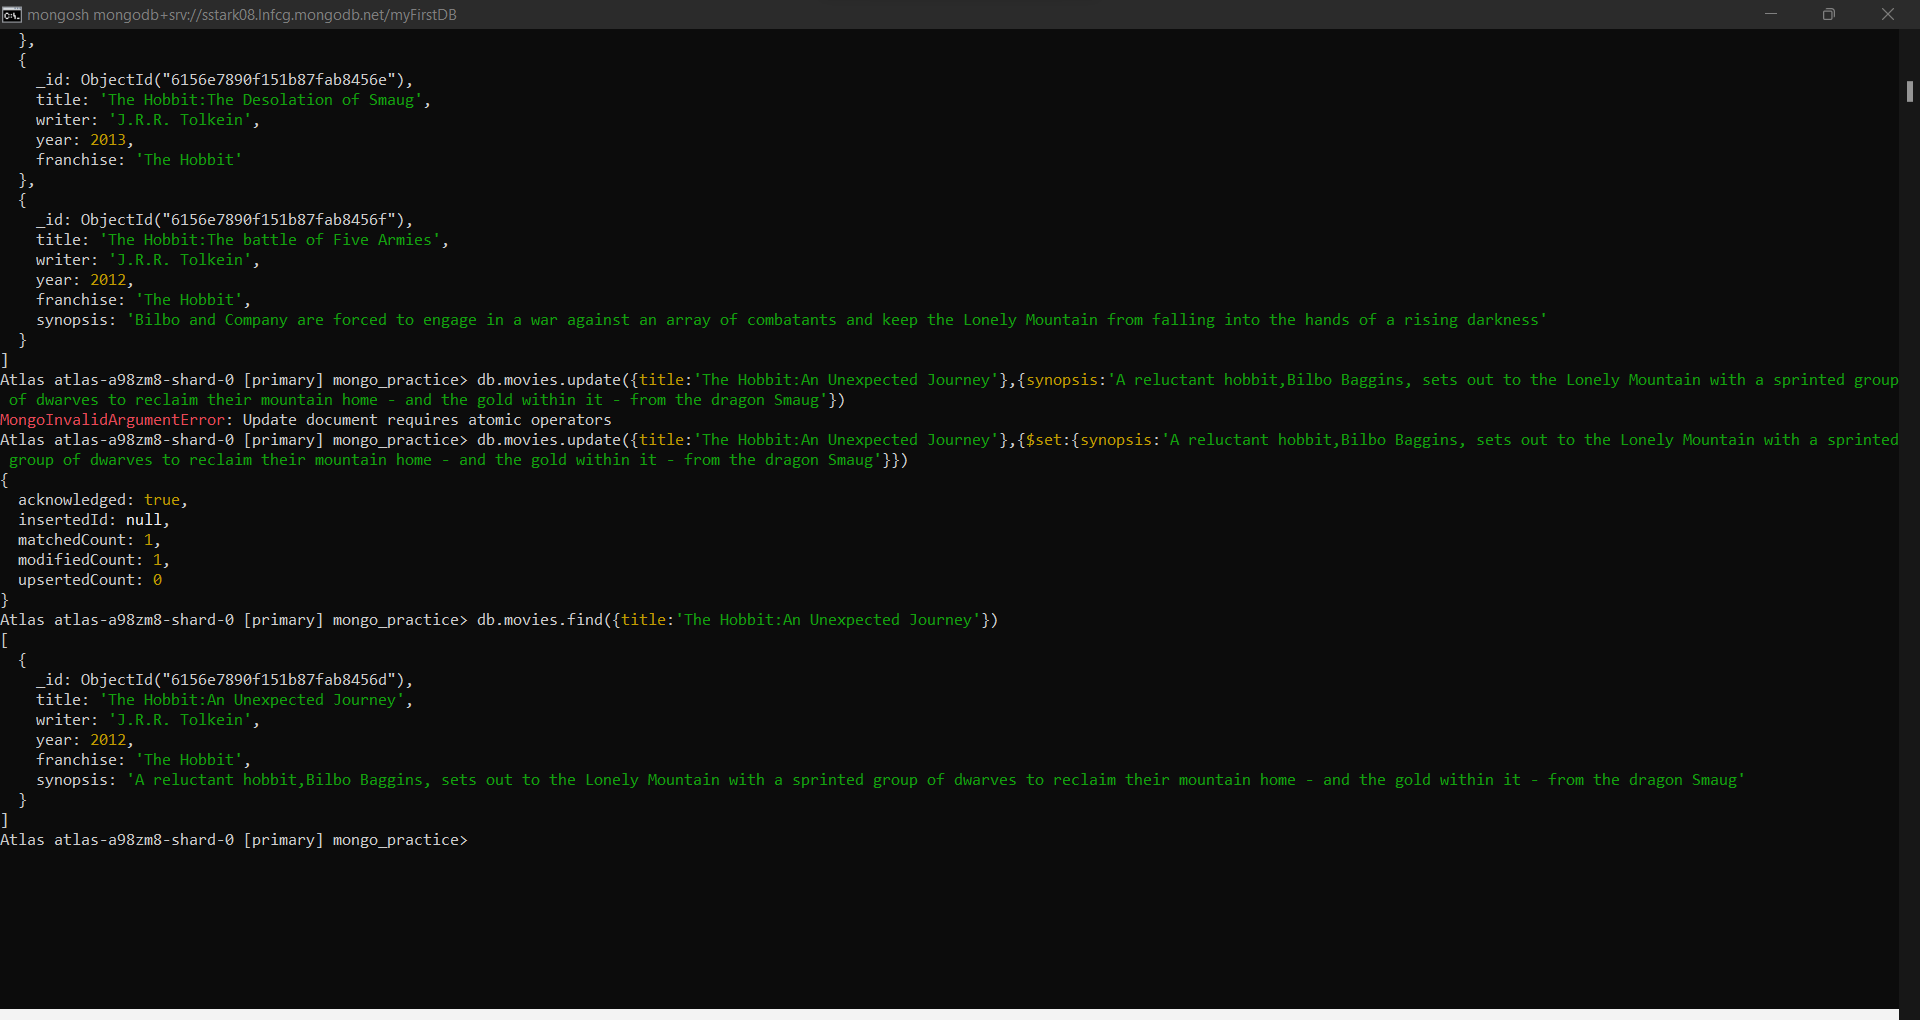 mongosh mongodb+srv://sstark08.lnfcg.mongodb.net/myFirstDB
  },
  {
    _id: ObjectId("6156e7890f151b87fab8456e"),
    title: 'The Hobbit:The Desolation of Smaug',
    writer: 'J.R.R. Tolkein',
    year: 2013,
    franchise: 'The Hobbit'
  },
  {
    _id: ObjectId("6156e7890f151b87fab8456f"),
    title: 'The Hobbit:The battle of Five Armies',
    writer: 'J.R.R. Tolkein',
    year: 2012,
    franchise: 'The Hobbit',
    synopsis: 'Bilbo and Company are forced to engage in a war against an array of combatants and keep the Lonely Mountain from falling into the hands of a rising darkness'
  }
]
Atlas atlas-a98zm8-shard-0 [primary] mongo_practice> db.movies.update({title:'The Hobbit:An Unexpected Journey'},{synopsis:'A reluctant hobbit,Bilbo Baggins, sets out to the Lonely Mountain with a sprinted group
 of dwarves to reclaim their mountain home - and the gold within it - from the dragon Smaug'})
MongoInvalidArgumentError: Update document requires atomic operators
Atlas atlas-a98zm8-shard-0 [primary] mongo_practice> db.movies.update({title:'The Hobbit:An Unexpected Journey'},{$set:{synopsis:'A reluctant hobbit,Bilbo Baggins, sets out to the Lonely Mountain with a sprinted
 group of dwarves to reclaim their mountain home - and the gold within it - from the dragon Smaug'}})
{
  acknowledged: true,
  insertedId: null,
  matchedCount: 1,
  modifiedCount: 1,
  upsertedCount: 0
}
Atlas atlas-a98zm8-shard-0 [primary] mongo_practice> db.movies.find({title:'The Hobbit:An Unexpected Journey'})
[
  {
    _id: ObjectId("6156e7890f151b87fab8456d"),
    title: 'The Hobbit:An Unexpected Journey',
    writer: 'J.R.R. Tolkein',
    year: 2012,
    franchise: 'The Hobbit',
    synopsis: 'A reluctant hobbit,Bilbo Baggins, sets out to the Lonely Mountain with a sprinted group of dwarves to reclaim their mountain home - and the gold within it - from the dragon Smaug'
  }
]
Atlas atlas-a98zm8-shard-0 [primary] mongo_practice>